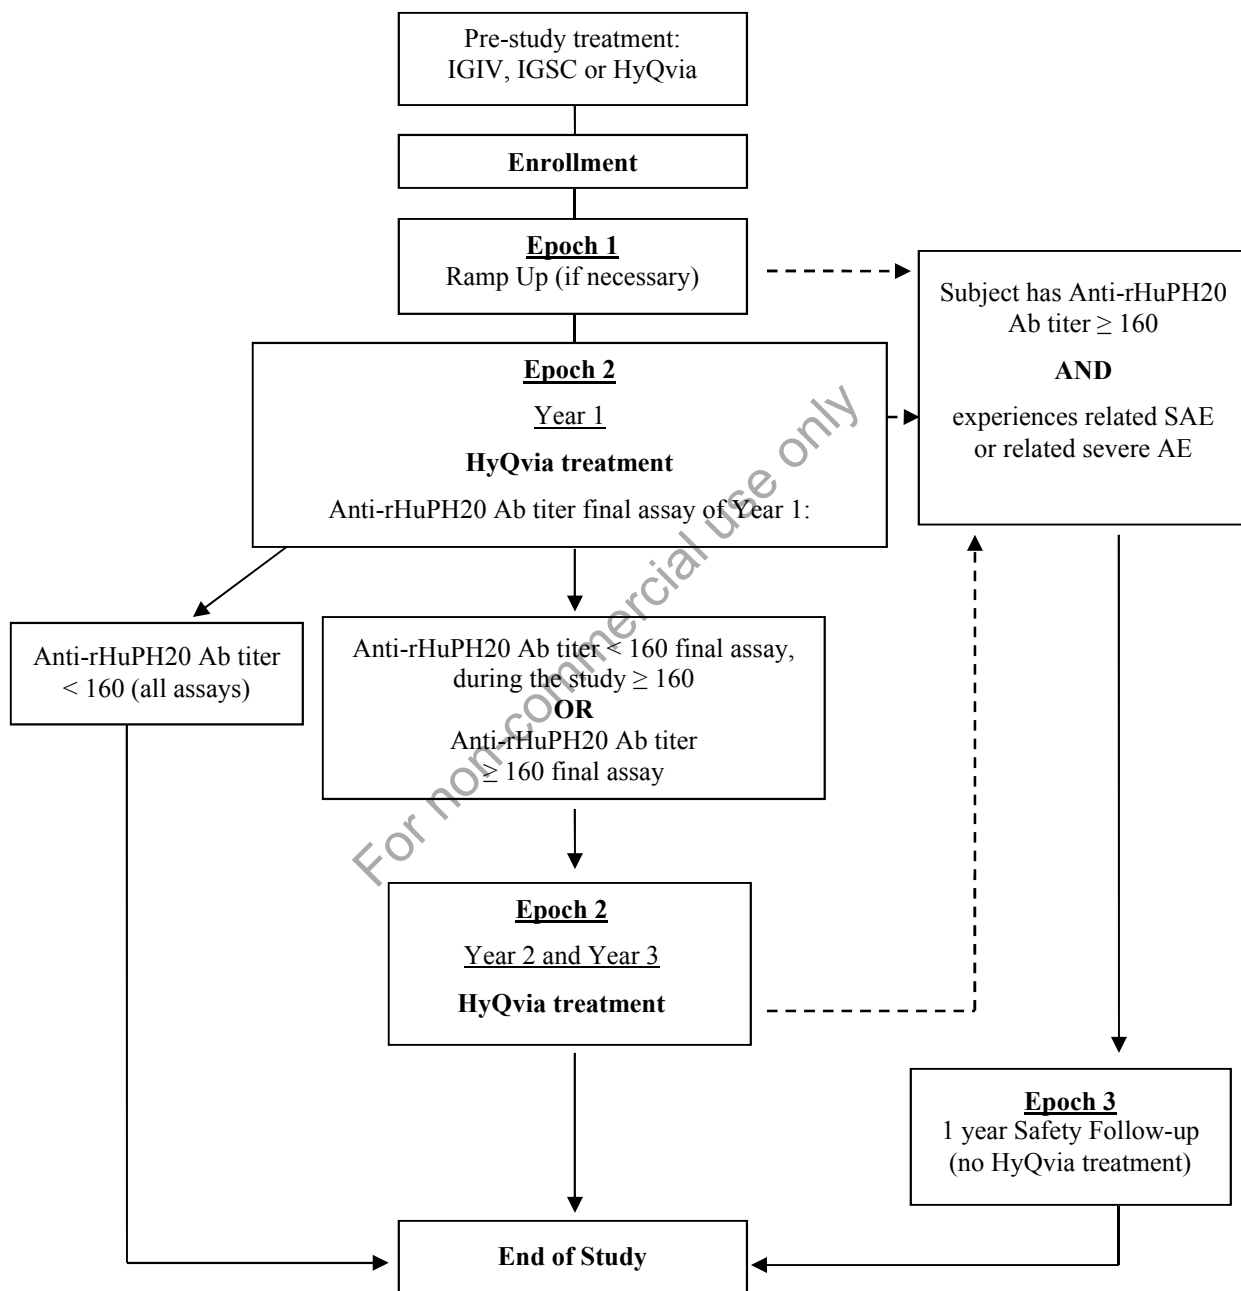 Pre-study treatment:
IGIV, IGSC or HyQvia
Enrollment
Epoch 1
Ramp Up (if necessary)
Subject has Anti-rHuPH20
Ab titer ≥ 160
AND
experiences related SAE
or related severe AE
Epoch 2
Year 1
HyQvia treatment
Anti-rHuPH20 Ab titer final assay of Year 1:
Anti-rHuPH20 Ab titer
< 160 (all assays)
Anti-rHuPH20 Ab titer < 160 final assay,
during the study ≥ 160
OR
Anti-rHuPH20 Ab titer
≥ 160 final assay
Epoch 2
Year 2 and Year 3
HyQvia treatment
Epoch 3
1 year Safety Follow-up
(no HyQvia treatment)
End of Study
For non-commercial use only